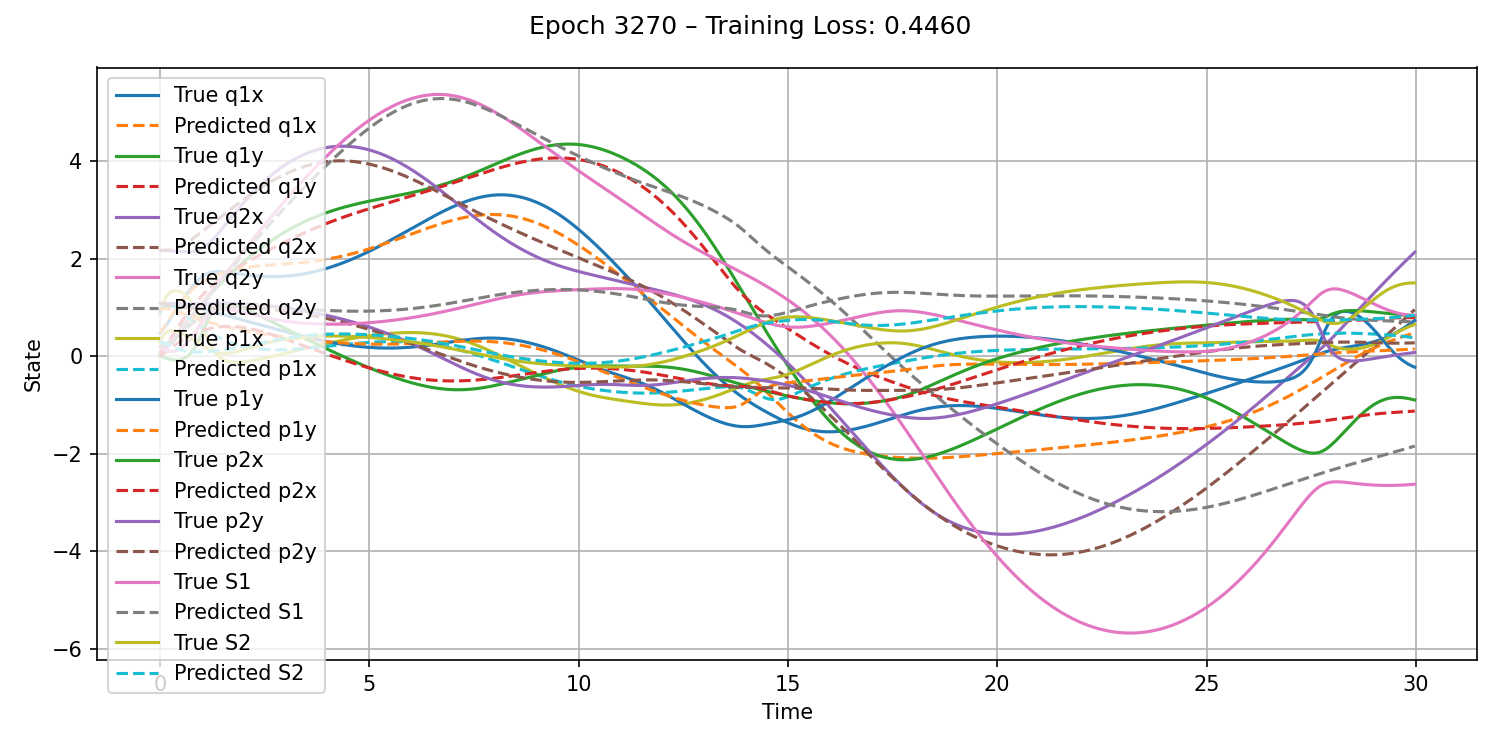 Epoch 3270 – Training Loss: 0.4460
State
4
2
0
−2
−4
−6
True q1x
Predicted q1x
True q1y
Predicted q1y
True q2x
Predicted q2x
True q2y
Predicted q2y
True p1x
Predicted p1x
True p1y
Predicted p1y
True p2x
Predicted p2x
True p2y
Predicted p2y
True S1
Predicted S1
True S2
Predicted S2
0 5 10 15 20 25 30
Time